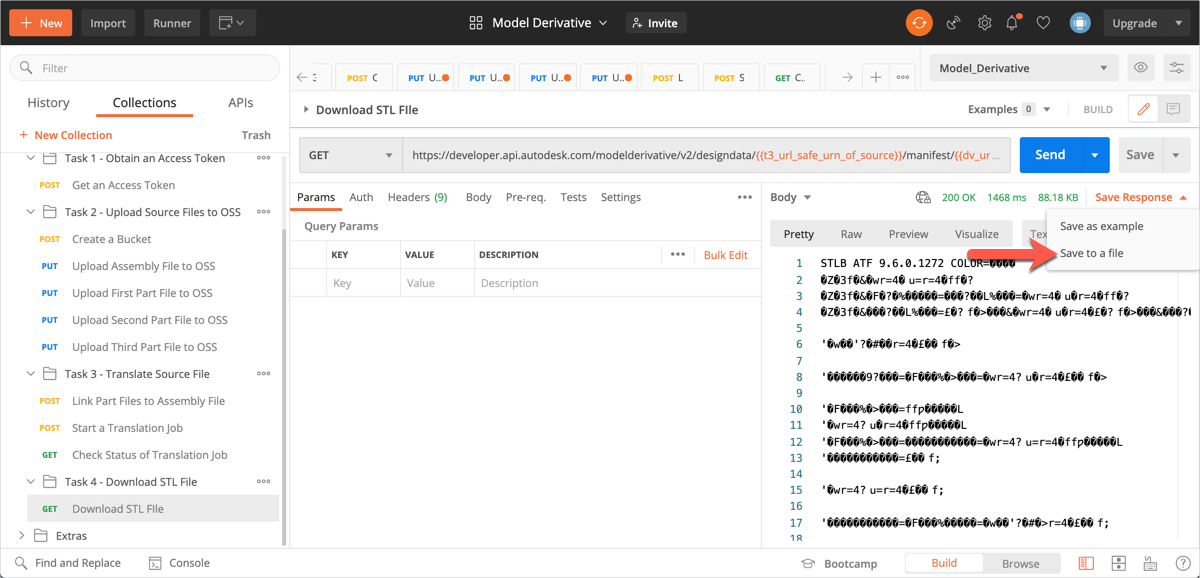 New
Import
Runner
Model Derivative
Invite
Upgrade
Filter
History
Collections
APIs
New Collection
Trash
Task 1 - Obtain an Access Token
POST Get an Access Token
Task 2 - Upload Source Files to OSS
POST Create a Bucket
PUT Upload Assembly File to OSS
PUT Upload First Part File to OSS
PUT Upload Second Part File to OSS
PUT Upload Third Part File to OSS
Task 3 - Translate Source File
POST Link Part Files to Assembly File
POST Start a Translation Job
GET Check Status of Translation Job
Task 4 - Download STL File
GET Download STL File
Extras
POST C
PUT U..
PUT U..
PUT U..
PUT U..
POST L
POST S
GET C..
Model_Derivative
Download STL File
Examples 0
BUILD
GET
https://developer.api.autodesk.com/modelderivative/v2/designdata/{{t3_url_safe_urn_of_source}}/manifest/{{dv_ur ...
Send
Save
Params
Auth
Headers (9)
Body
Pre-req.
Tests
Settings
Query Params
KEY
VALUE
DESCRIPTION
Bulk Edit
Key
Value
Description
Body
200 OK
1468 ms
88.18 KB
Save Response
Save as example
Save to a file
Pretty
Raw
Preview
Visualize
Tex
1 STLB ATF 9.6.0.1272 COLOR=����
2 �Z�3f�&�wr=4� u=r=4�ff�?
3 �Z�3f�&�F�?�%�����=���?��L%���=�wr=4� u�r=4�ff�?
4
5
6 '�w��'?�#��r=4�£�� f�>
7
8 '������9?���=�F���%�>���=�wr=4? u�r=4�£�� f�>
9
10 '�F���%�>���=ffp�����L
11 '�wr=4? u�r=4�ffp�����L
12 '�F���%�>���=�����������=�wr=4? u=r=4�ffp�����L
13 '�����������=£�� f;
14
15 '�wr=4? u=r=4�£�� f;
16
17 '������������=�F���%�����=�w��'?�#�>r=4�£�� f;
18
Find and Replace
Console
Bootcamp
Build
Browse